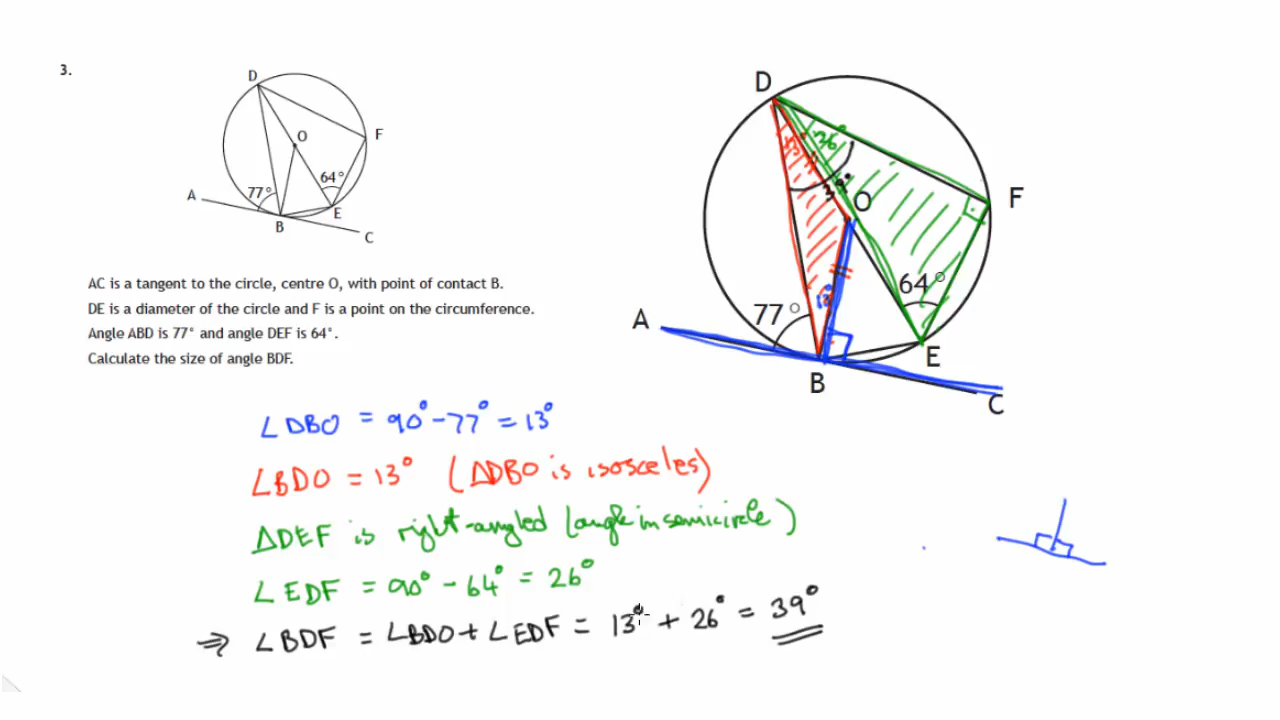 3.
D
O
F
64°
77°
A
E
B
C
AC is a tangent to the circle, centre O, with point of contact B.
DE is a diameter of the circle and F is a point on the circumference.
Angle ABD is 77° and angle DEF is 64°.
Calculate the size of angle BDF.
D
13°
26°
39°
O
F
64°
13°
77°
A
E
B
C
∠DBO = 90° - 77° = 13°
∠BDO = 13° (ΔDBO is isosceles)
ΔDEF is right-angled (angle in semicircle)
∠EDF = 90° - 64° = 26°
⇒ ∠BDF = ∠BDO + ∠EDF = 13° + 26° = 39°